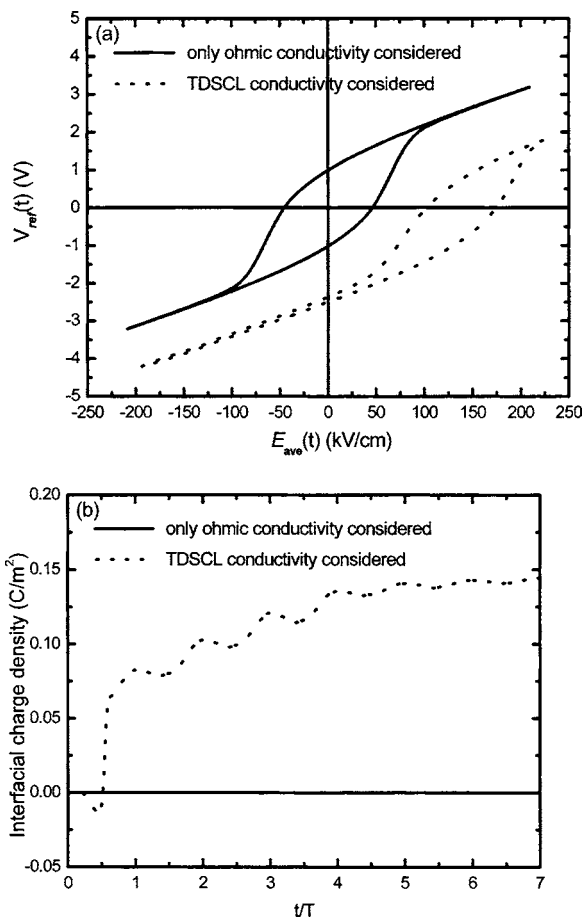 (a)
only ohmic conductivity considered
TDSCL conductivity considered
5
4
3
2
1
0
-1
-2
-3
-4
-5
V_ref(t) (V)
-250 -200 -150 -100 -50 0 50 100 150 200 250
E_ave(t) (kV/cm)
(b)
only ohmic conductivity considered
TDSCL conductivity considered
0.20
0.15
0.10
0.05
0.00
-0.05
Interfacial charge density (C/m²)
0 1 2 3 4 5 6 7
t/T